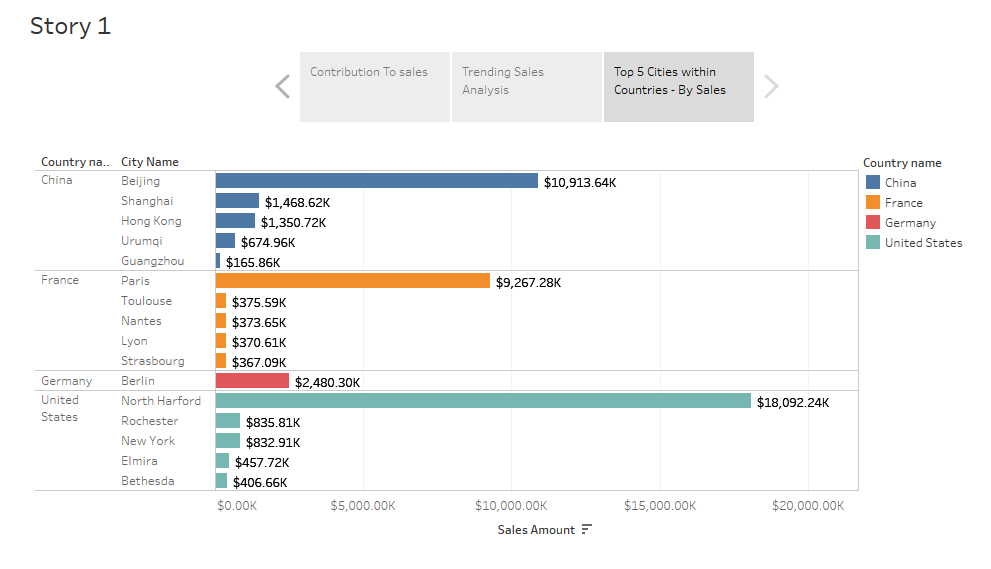 Story 1
Contribution To sales
Trending Sales
Analysis
Top 5 Cities within
Countries - By Sales
Country na.. City Name
China Beijing $10,913.64K
Shanghai $1,468.62K
Hong Kong $1,350.72K
Urumqi $674.96K
Guangzhou $165.86K
France Paris $9,267.28K
Toulouse $375.59K
Nantes $373.65K
Lyon $370.61K
Strasbourg $367.09K
Germany Berlin $2,480.30K
United
States
North Harford $18,092.24K
Rochester $835.81K
New York $832.91K
Elmira $457.72K
Bethesda $406.66K
$0.00K $5,000.00K $10,000.00K $15,000.00K $20,000.00K
Sales Amount
Country name
China
France
Germany
United States